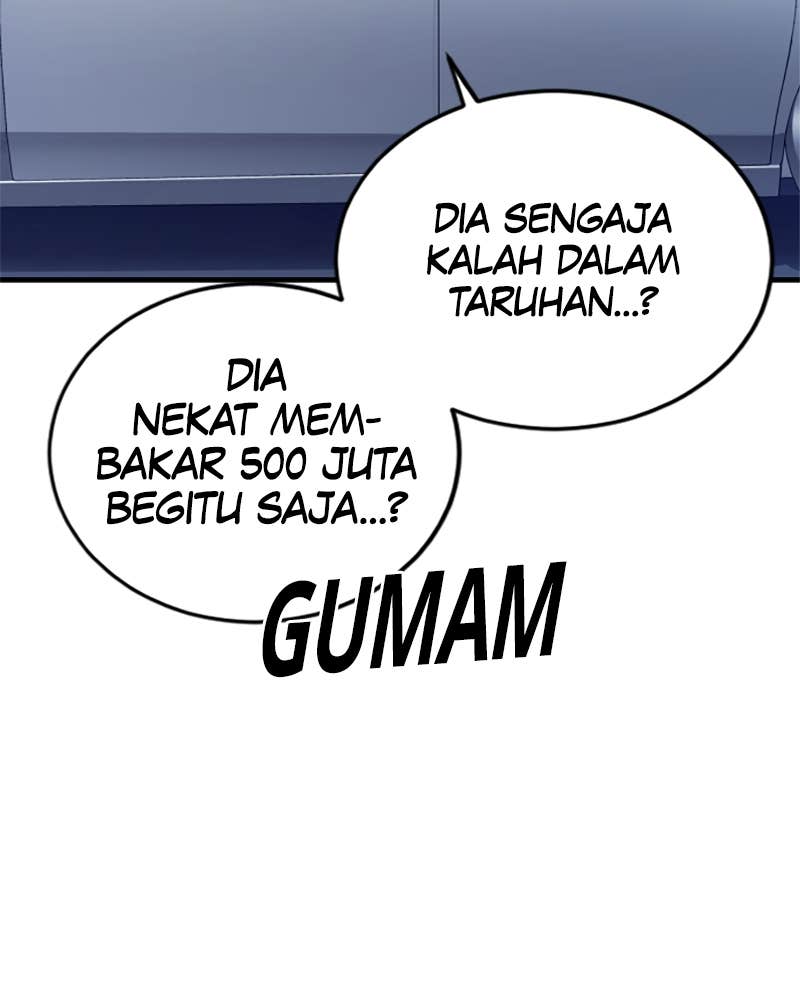 DIA SENGAJA
KALAH DALAM
TARUHAN...?
DIA
NEKAT MEM-
BAKAR 500 JUTA
BEGITU SAJA...?
GUMAM